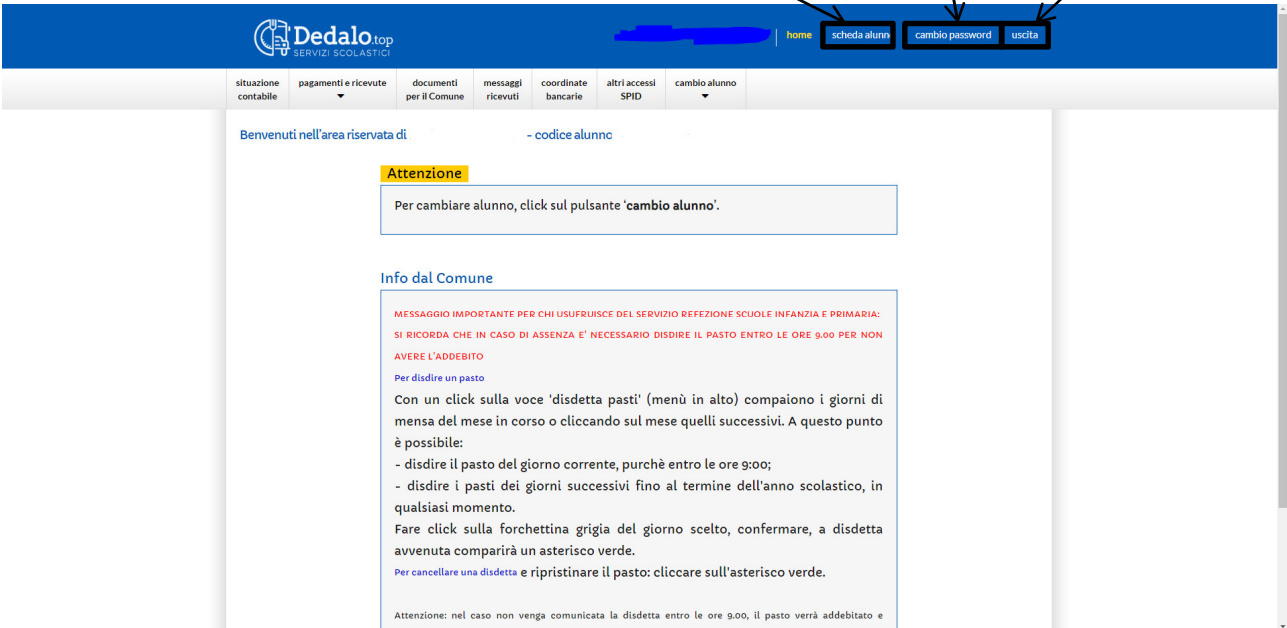 Dedalo.top
SERVIZI SCOLASTICI
home scheda alunn cambio password uscita
situazione contabile
pagamenti e ricevute
documenti per il Comune
messaggi ricevuti
coordinate bancarie
altri accessi SPID
cambio alunno
Benvenuti nell'area riservata di - codice alunno
Attenzione
Per cambiare alunno, click sul pulsante 'cambio alunno'.
Info dal Comune
MESSAGGIO IMPORTANTE PER CHI USUFRUISCE DEL SERVIZIO REFEZIONE SCUOLE INFANZIA E PRIMARIA:
SI RICORDA CHE IN CASO DI ASSENZA E' NECESSARIO DISDIRE IL PASTO ENTRO LE ORE 9.00 PER NON
AVERE L'ADDEBITO
Per disdire un pasto
Con un click sulla voce 'disdetta pasti' (menù in alto) compaiono i giorni di
mensa del mese in corso o cliccando sul mese quelli successivi. A questo punto
è possibile:
- disdire il pasto del giorno corrente, purchè entro le ore 9:00;
- disdire i pasti dei giorni successivi fino al termine dell'anno scolastico, in
qualsiasi momento.
Fare click sulla forchettina grigia del giorno scelto, confermare, a disdetta
avvenuta comparirà un asterisco verde.
Per cancellare una disdetta e ripristinare il pasto: cliccare sull'asterisco verde.
Attenzione: nel caso non venga comunicata la disdetta entro le ore 9.00, il pasto verrà addebitato e